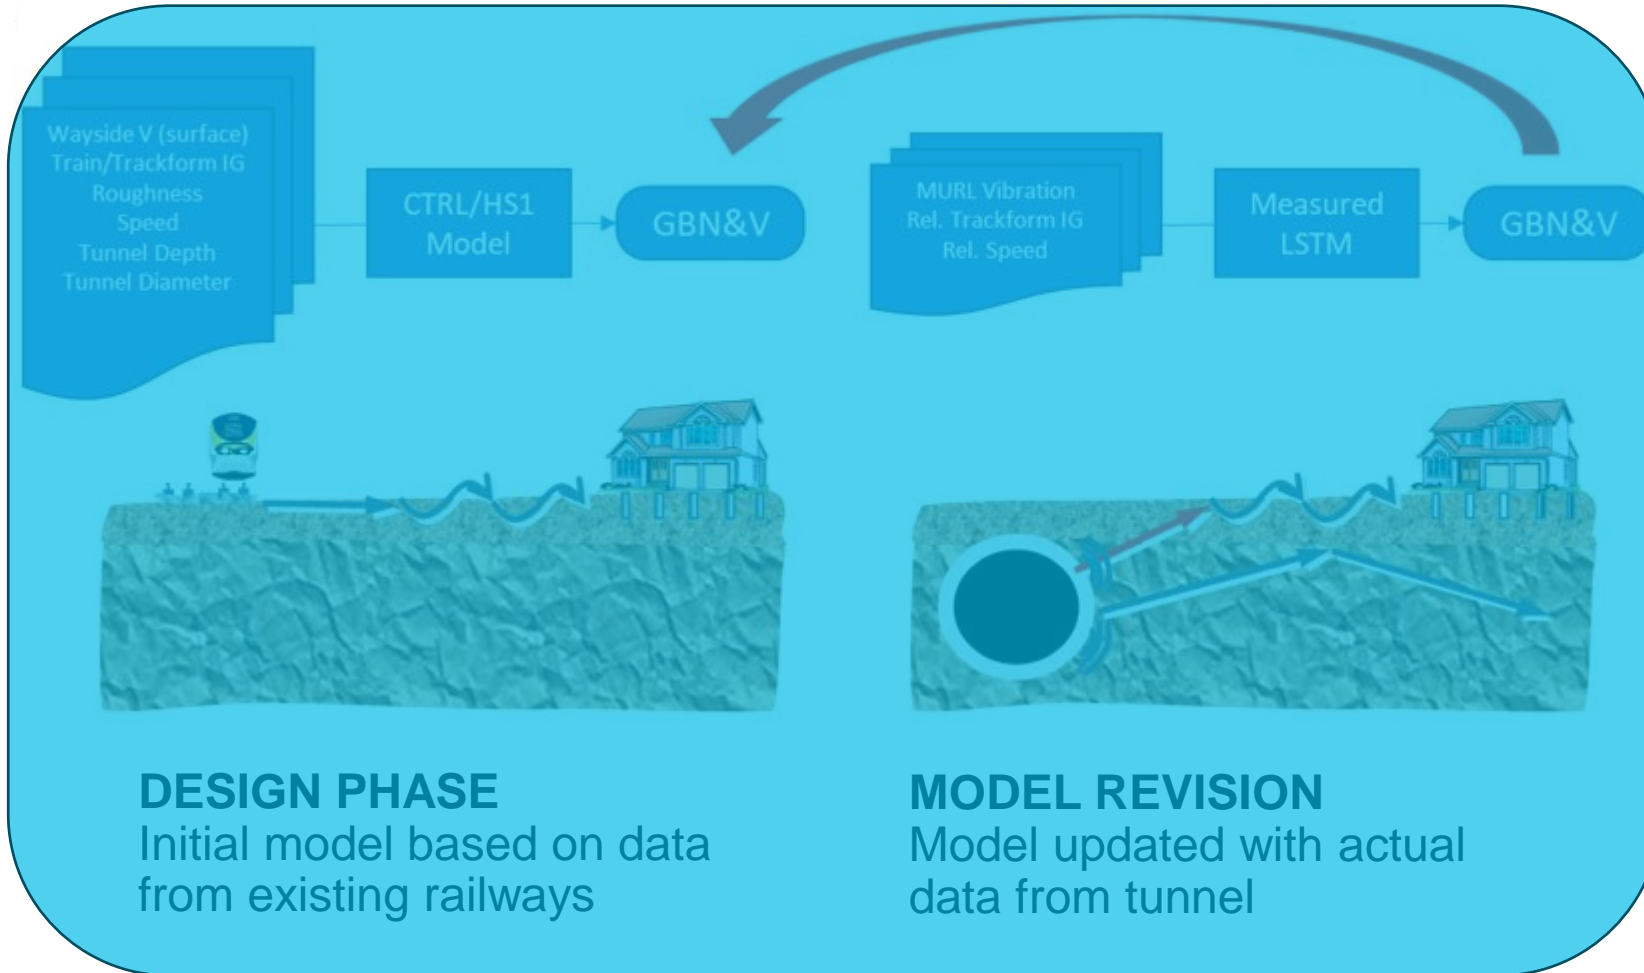 Wayside V (surface)
Train/Trackform IG
Roughness
Speed
Tunnel Depth
Tunnel Diameter
CTRL/HS1
Model
GBN&V
MURL Vibration
Rel. Trackform IG
Rel. Speed
Measured
LSTM
GBN&V
DESIGN PHASE
Initial model based on data
from existing railways
MODEL REVISION
Model updated with actual
data from tunnel